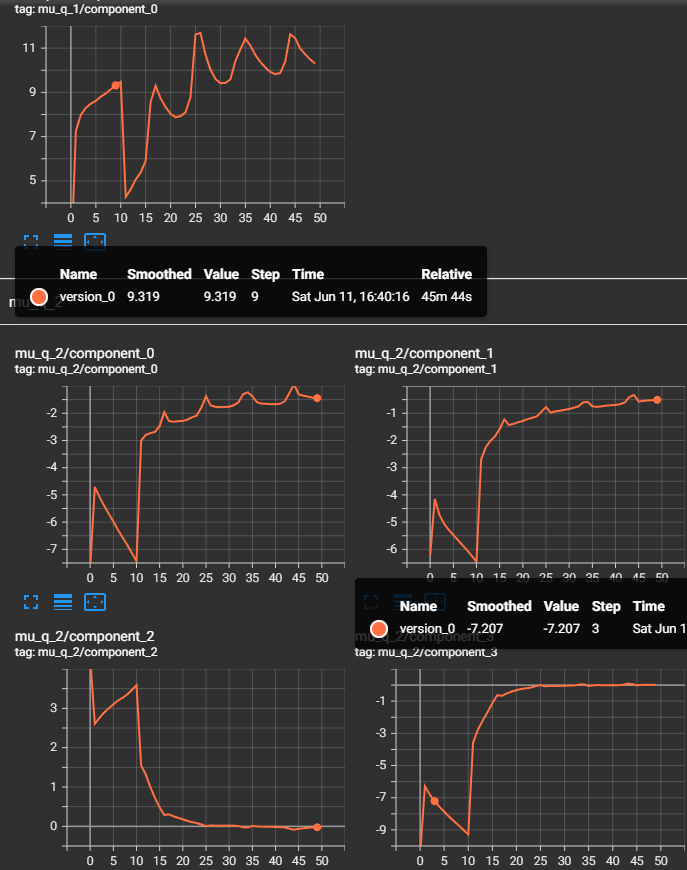 tag: mu_q_1/component_0
11
9
7
5
0 5 10 15 20 25 30 35 40 45 50
Name Smoothed Value Step Time Relative
version_0 9.319 9.319 9 Sat Jun 11, 16:40:16 45m 44s
mu_q_2
mu_q_2/component_0
tag: mu_q_2/component_0
-2
-3
-4
-5
-6
-7
0 5 10 15 20 25 30 35 40 45 50
mu_q_2/component_1
tag: mu_q_2/component_1
-1
-2
-3
-4
-5
-6
0 5 10 15 20 25 30 35 40 45 50
Name Smoothed Value Step Time
version_0 -7.207 -7.207 3 Sat Jun 1
mu_q_2/component_2
tag: mu_q_2/component_2
3
2
1
0
0 5 10 15 20 25 30 35 40 45 50
mu_q_2/component_3
tag: mu_q_2/component_3
-1
-3
-5
-7
-9
0 5 10 15 20 25 30 35 40 45 50